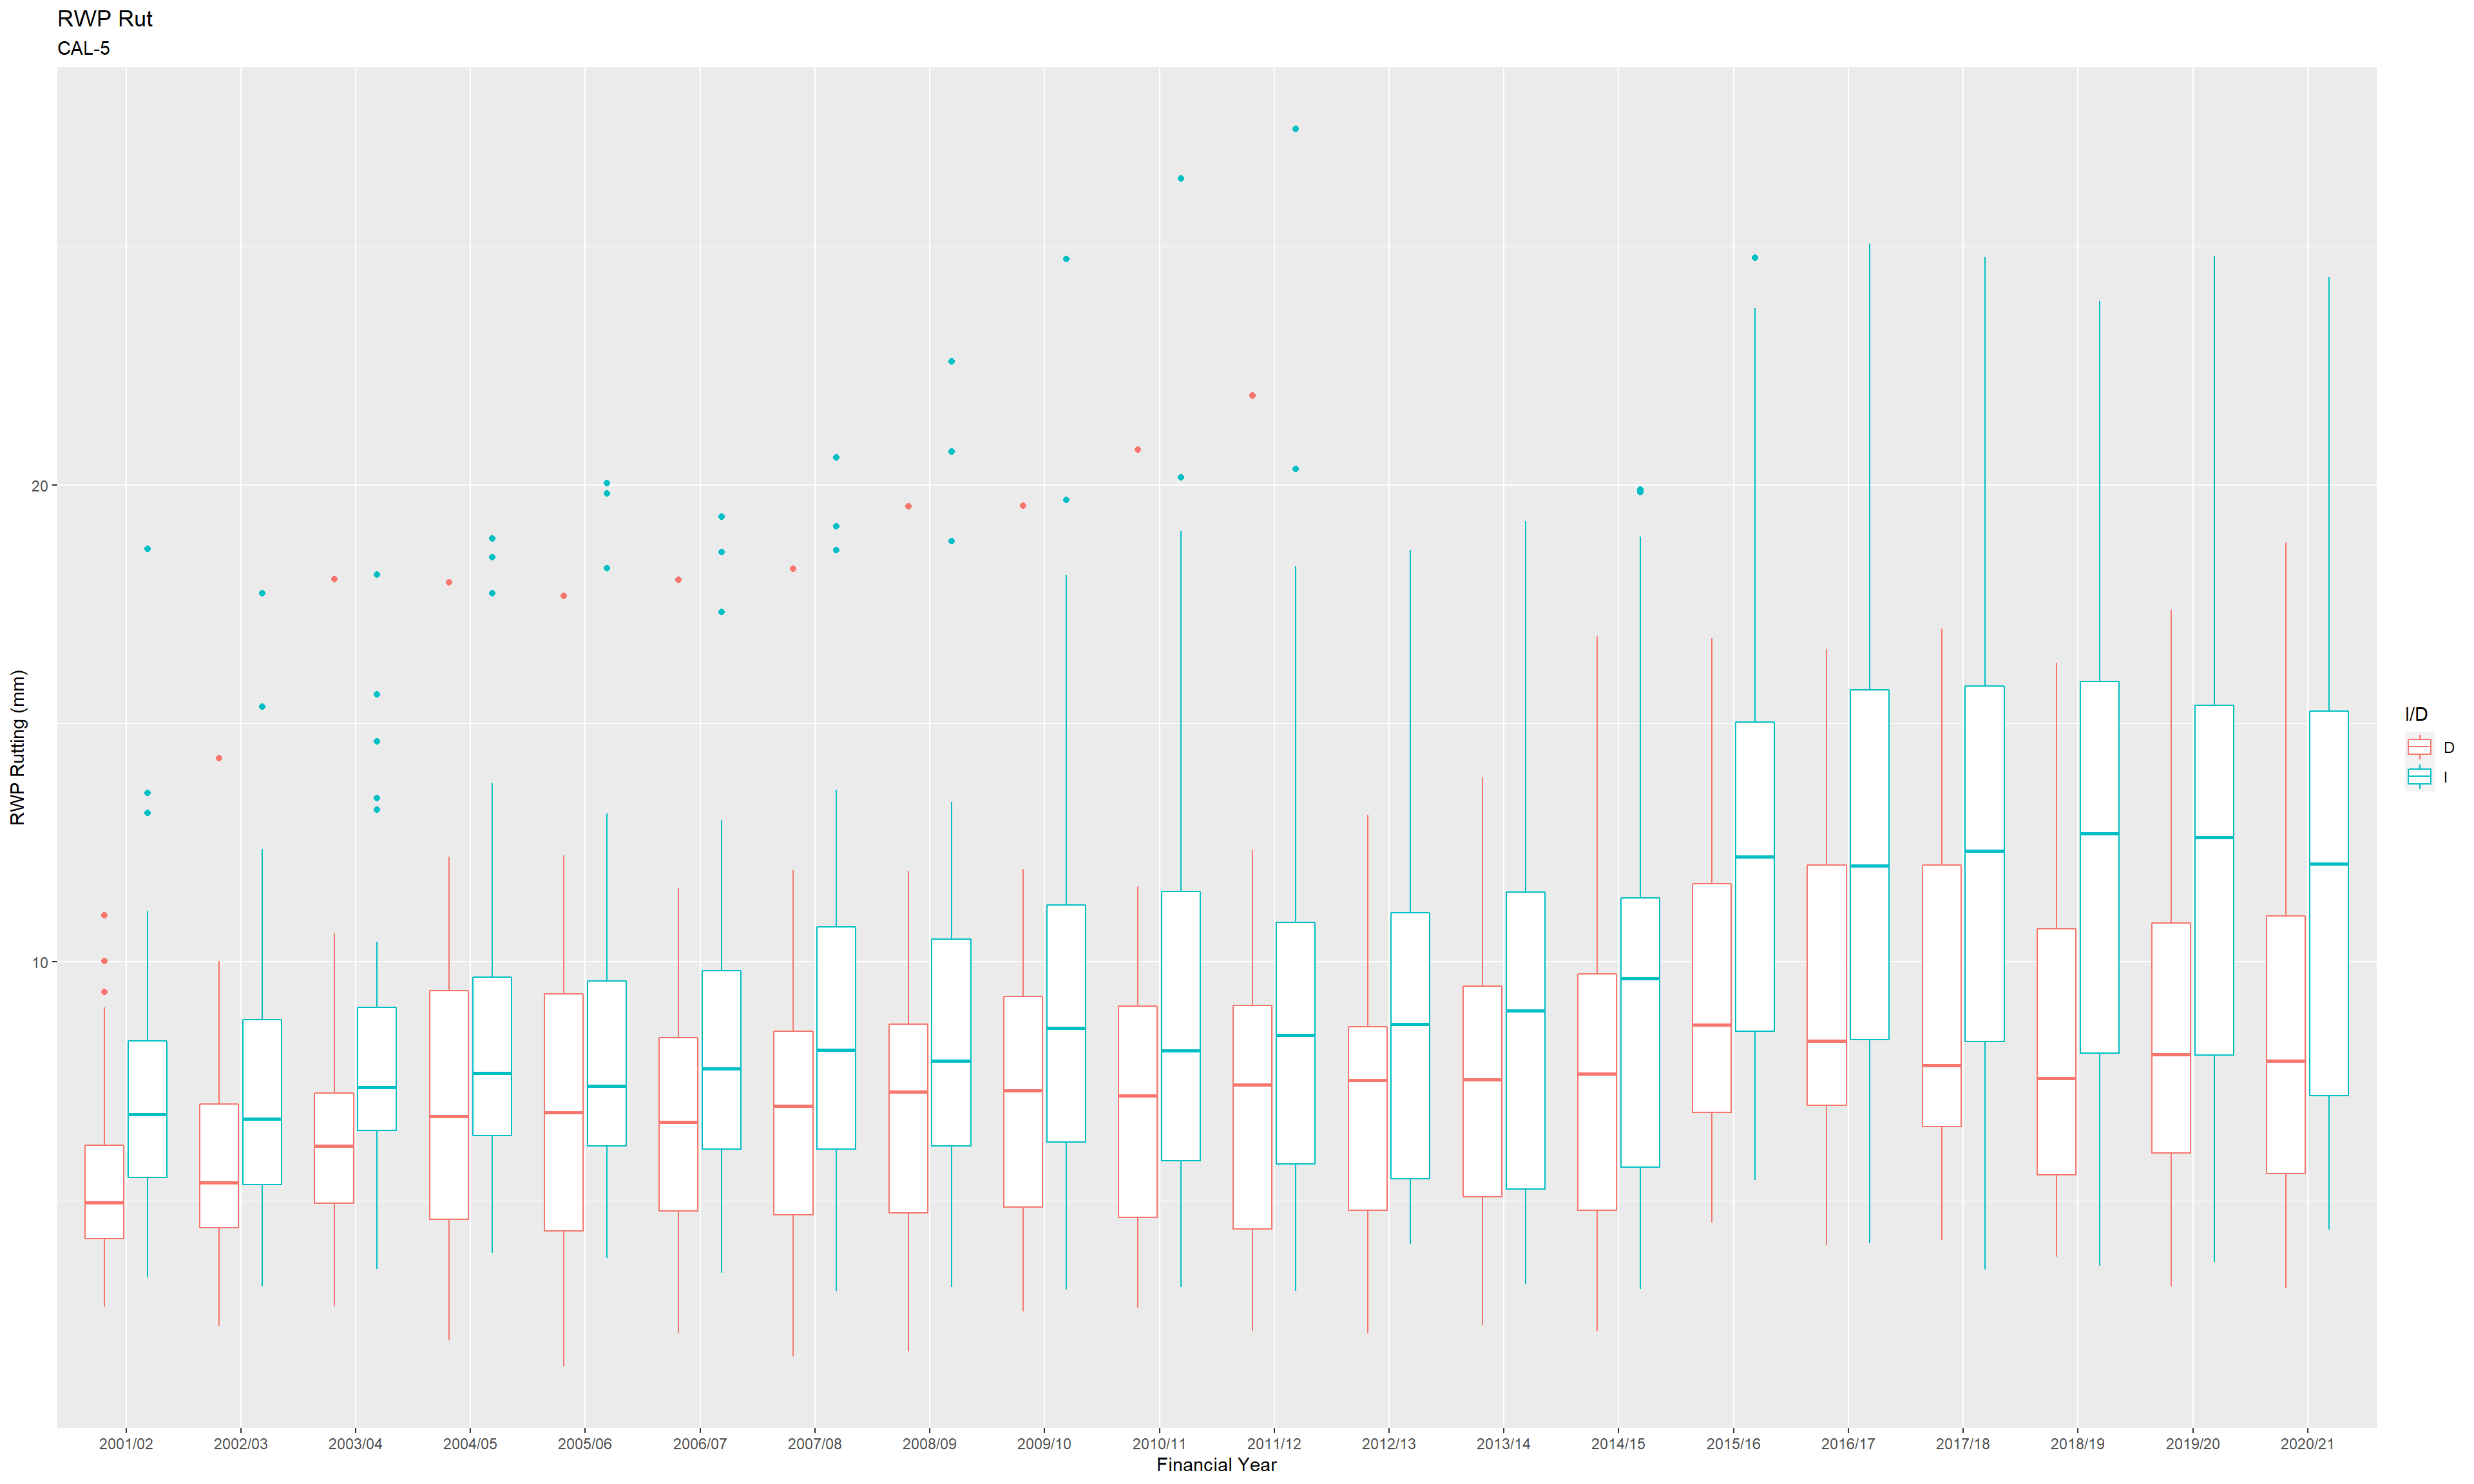 RWP Rut
CAL-5
RWP Rutting (mm)
20
10
2001/02 2002/03 2003/04 2004/05 2005/06 2006/07 2007/08 2008/09 2009/10 2010/11 2011/12 2012/13 2013/14 2014/15 2015/16 2016/17 2017/18 2018/19 2019/20 2020/21
Financial Year
I/D
D
I